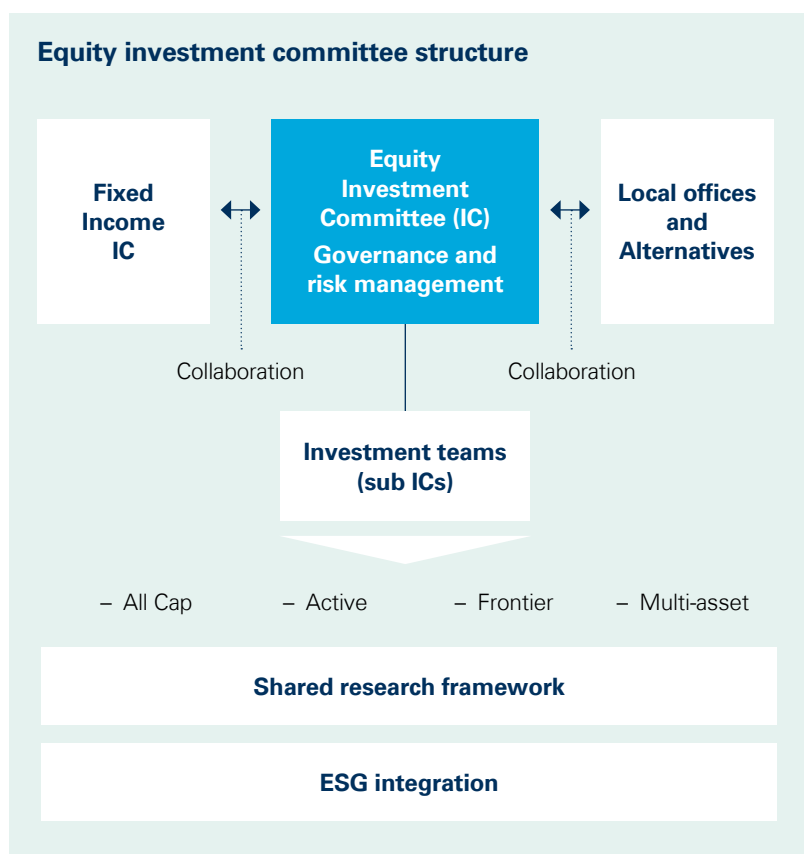 Equity investment committee structure
Fixed
Income
IC
Equity
Investment
Committee (IC)
Governance and
risk management
Local offices
and
Alternatives
Collaboration
Collaboration
Investment teams
(sub ICs)
– All Cap
– Active
– Frontier
– Multi-asset
Shared research framework
ESG integration